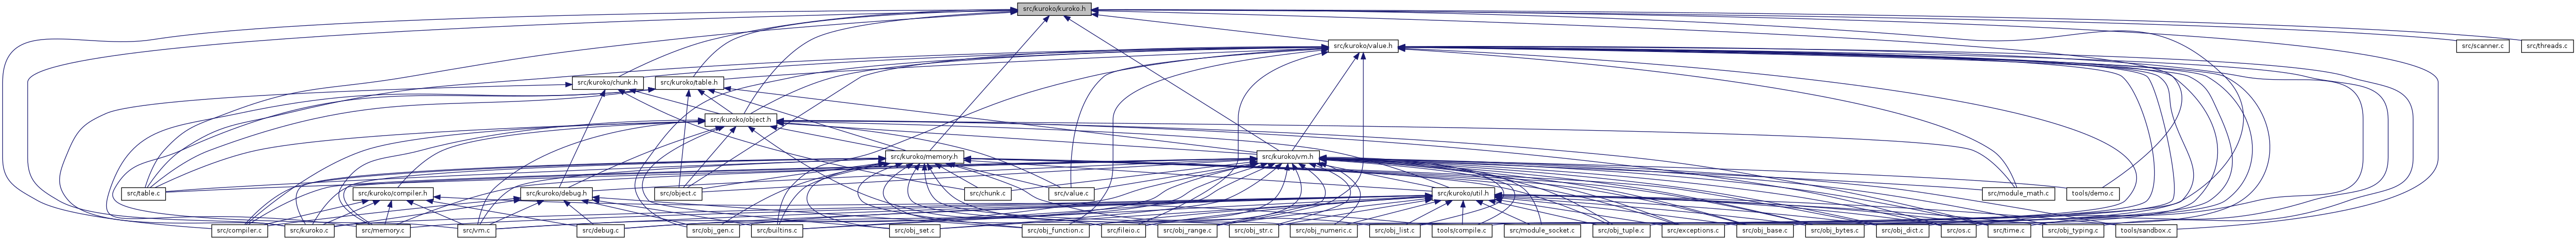 src/kuroko/kuroko.h
src/kuroko/value.h
src/scanner.c
src/threads.c
src/kuroko/chunk.h
src/kuroko/table.h
src/kuroko/object.h
src/kuroko/memory.h
src/kuroko/vm.h
src/table.c
src/kuroko/compiler.h
src/kuroko/debug.h
src/object.c
src/chunk.c
src/value.c
src/kuroko/util.h
src/module_math.c
tools/demo.c
src/compiler.c
src/kuroko.c
src/memory.c
src/vm.c
src/debug.c
src/obj_gen.c
src/builtins.c
src/obj_set.c
src/obj_function.c
src/fileio.c
src/obj_range.c
src/obj_str.c
src/obj_numeric.c
src/obj_list.c
tools/compile.c
src/module_socket.c
src/obj_tuple.c
src/exceptions.c
src/obj_base.c
src/obj_bytes.c
src/obj_dict.c
src/os.c
src/time.c
src/obj_typing.c
tools/sandbox.c